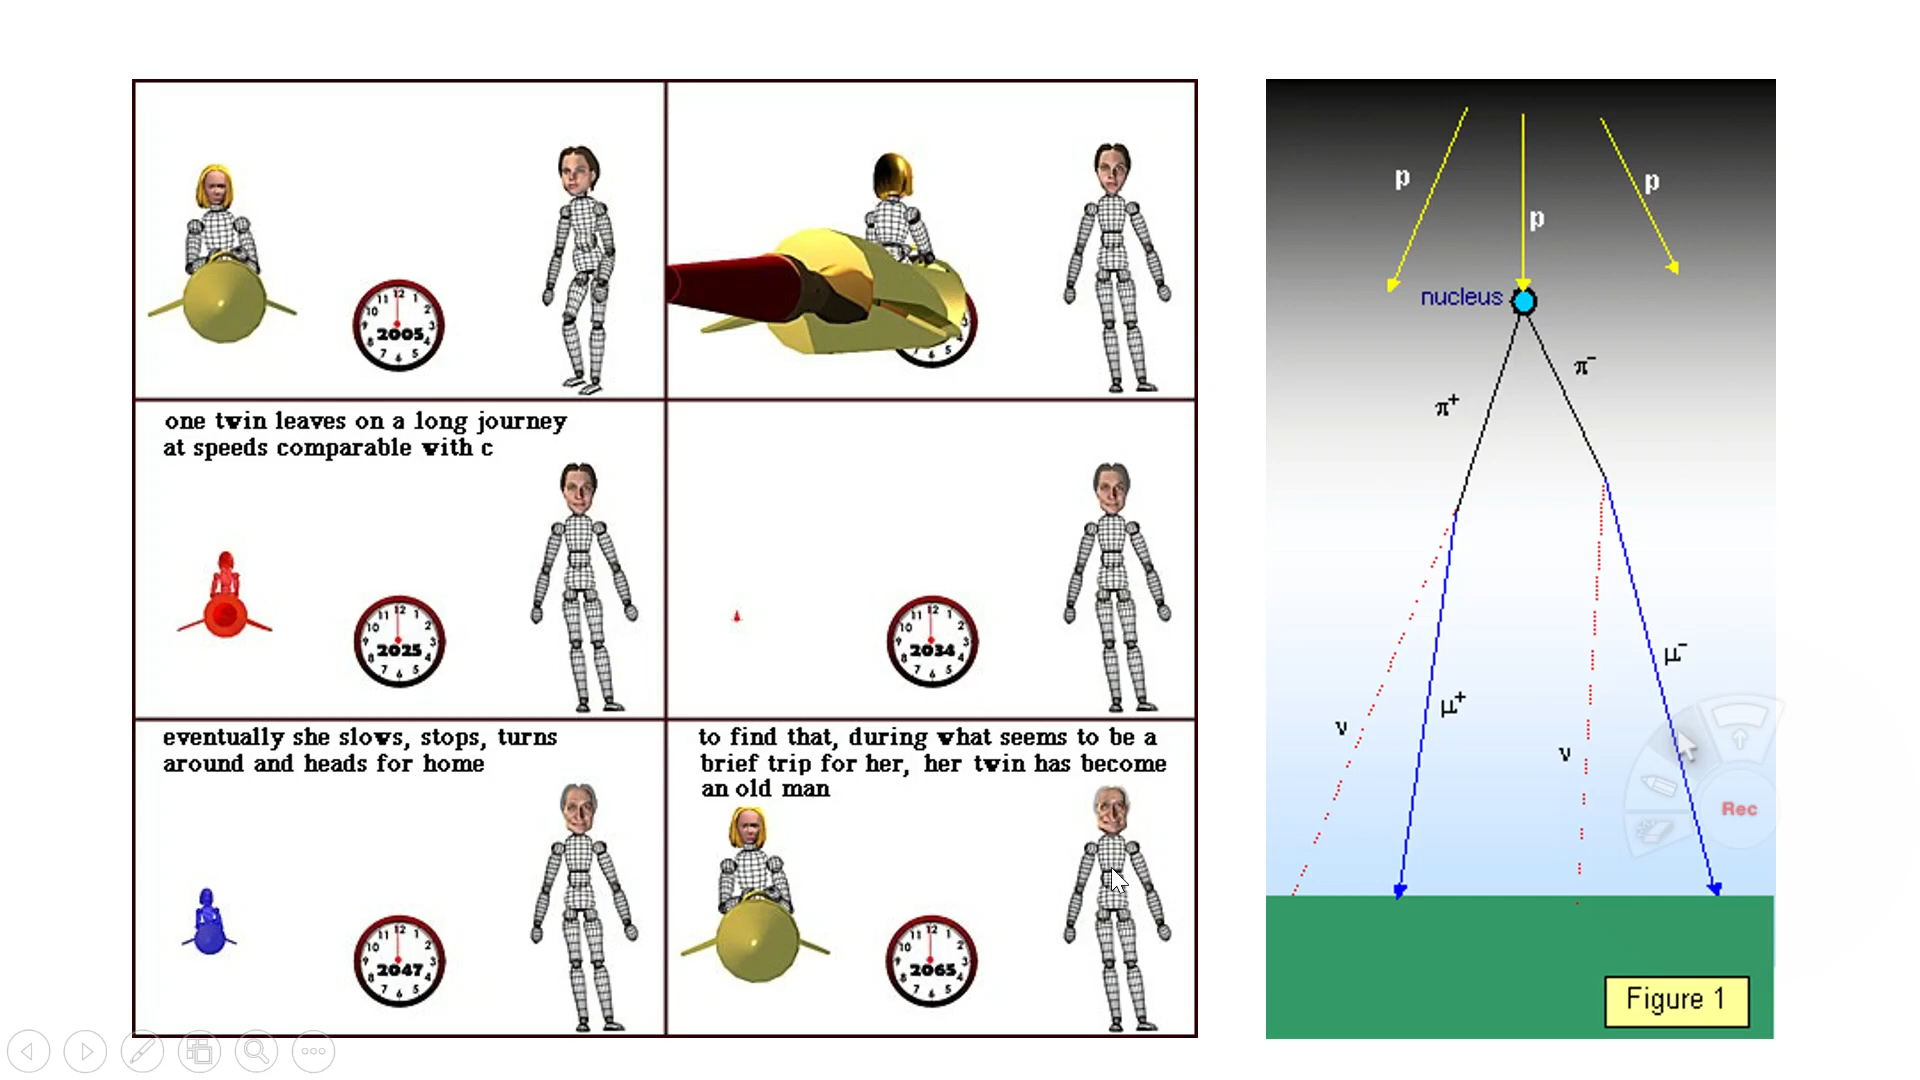 2005
one twin leaves on a long journey
at speeds comparable with c
2025
2034
eventually she slows, stops, turns
around and heads for home
2047
to find that, during what seems to be a
brief trip for her, her twin has become
an old man
2065
p
p
p
nucleus
π⁻
π⁺
μ⁻
μ⁺
ν
ν
Rec
Figure 1